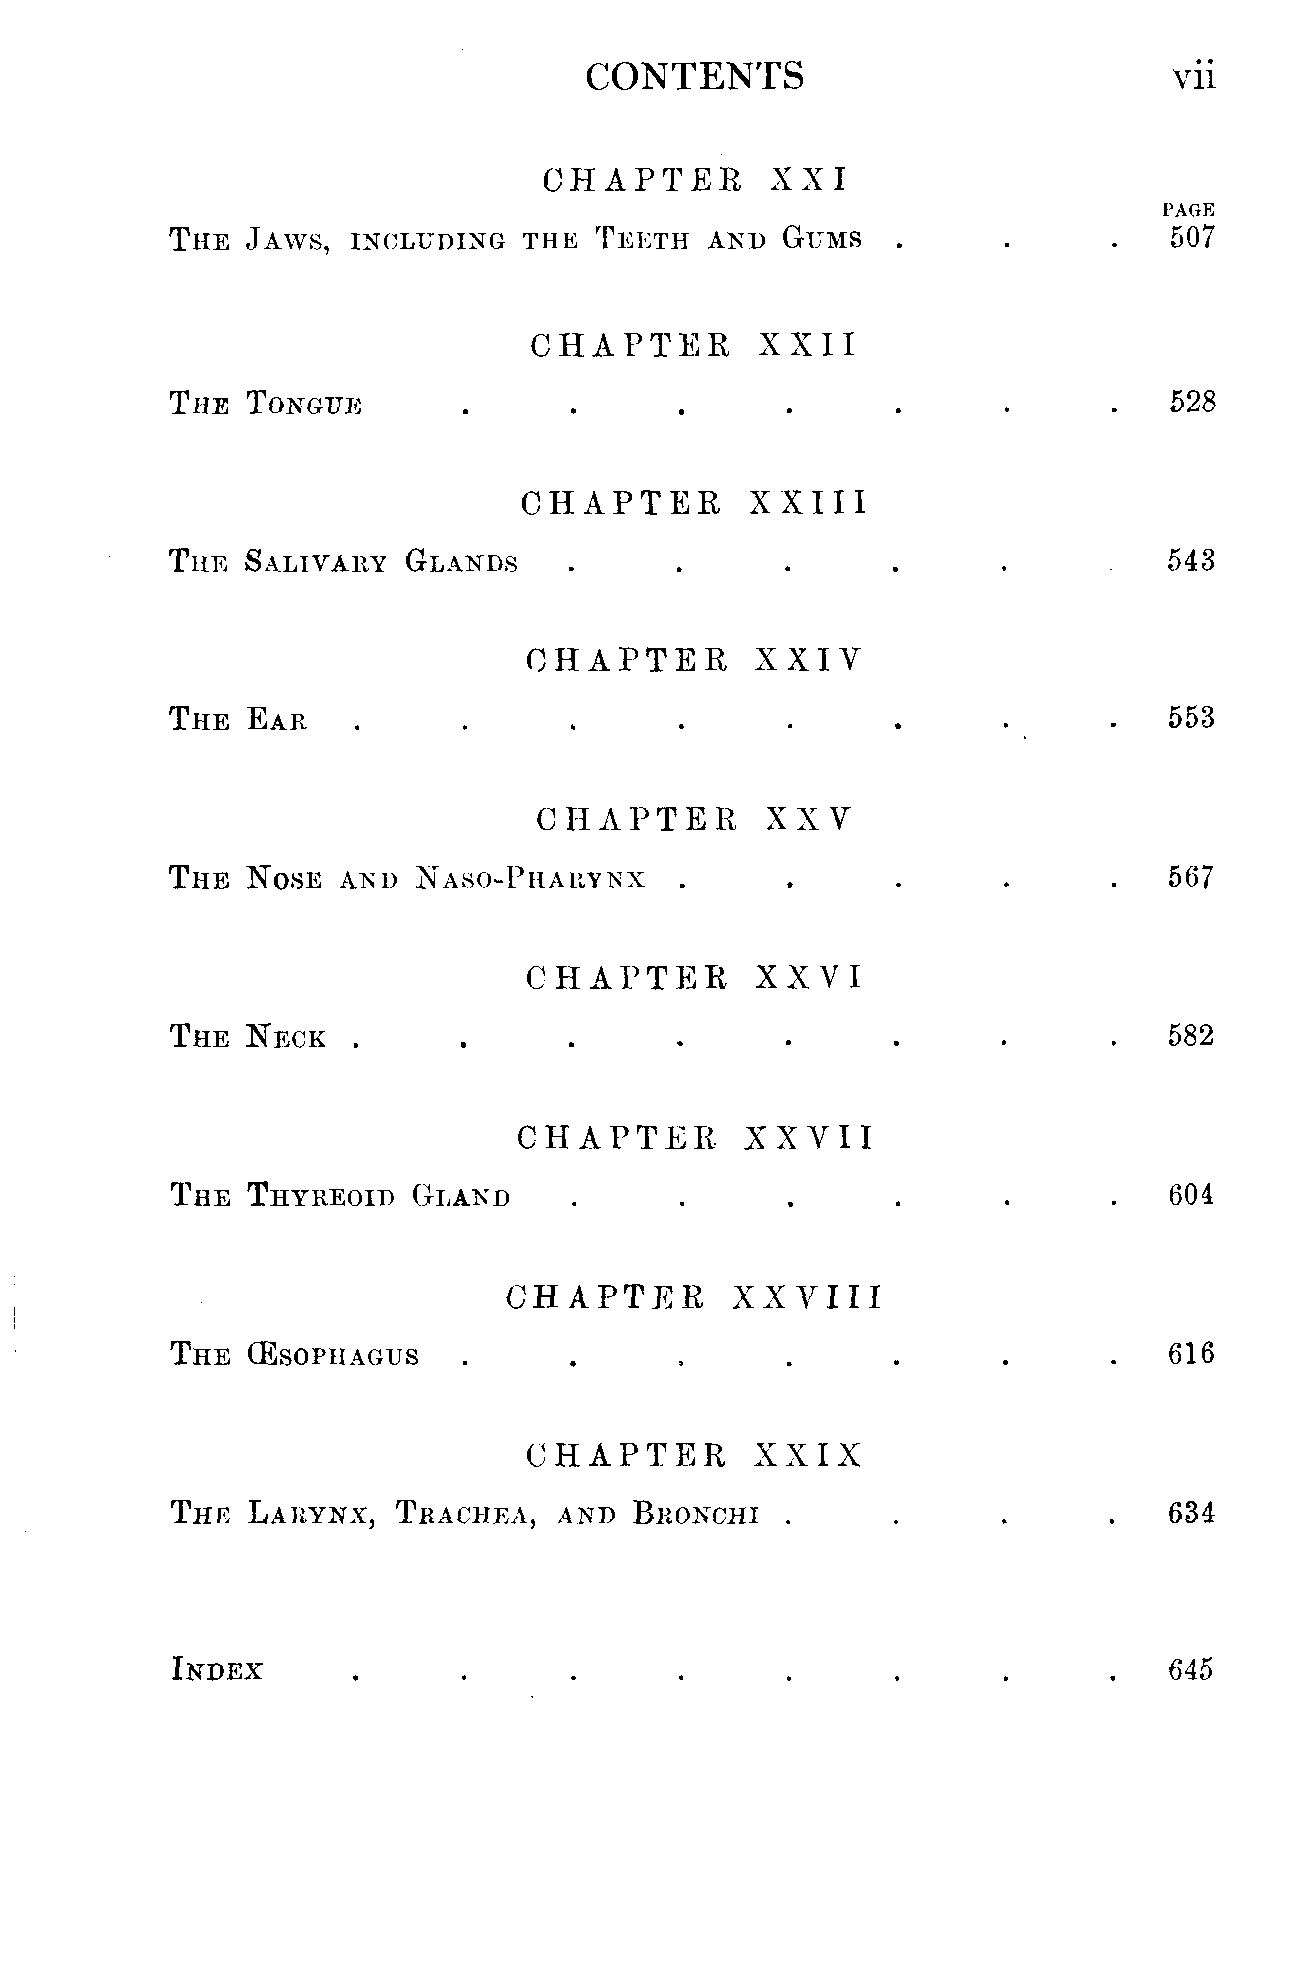 CONTENTS vii
CHAPTER XXI
PAGE
The Jaws, including the Teeth and Gums . . . 507
CHAPTER XXII
The Tongue . . . . . . . 528
CHAPTER XXIII
The Salivary Glands . . . . . . 543
CHAPTER XXIV
The Ear . . . . . . . . 553
CHAPTER XXV
The Nose and Naso-Pharynx . . . . . 567
CHAPTER XXVI
The Neck . . . . . . . . 582
CHAPTER XXVII
The Thyreoid Gland . . . . . . 604
CHAPTER XXVIII
The Œsophagus . . . . . . . 616
CHAPTER XXIX
The Larynx, Trachea, and Bronchi . . . . 634
Index . . . . . . . . 645